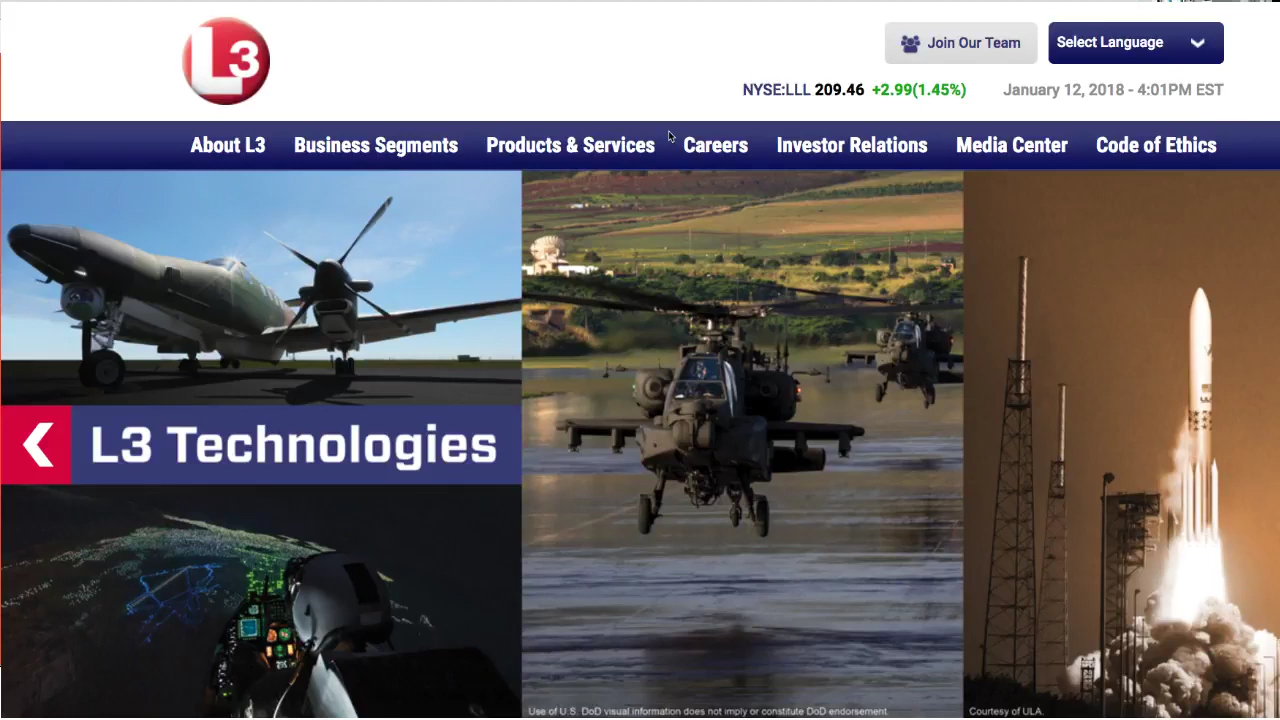 L3
Join Our Team
Select Language
NYSE:LLL 209.46 +2.99(1.45%) January 12, 2018 - 4:01PM EST
About L3 Business Segments Products & Services Careers Investor Relations Media Center Code of Ethics
L3 Technologies
Use of U.S. DoD visual information does not imply or constitute DoD endorsement.
Courtesy of ULA.